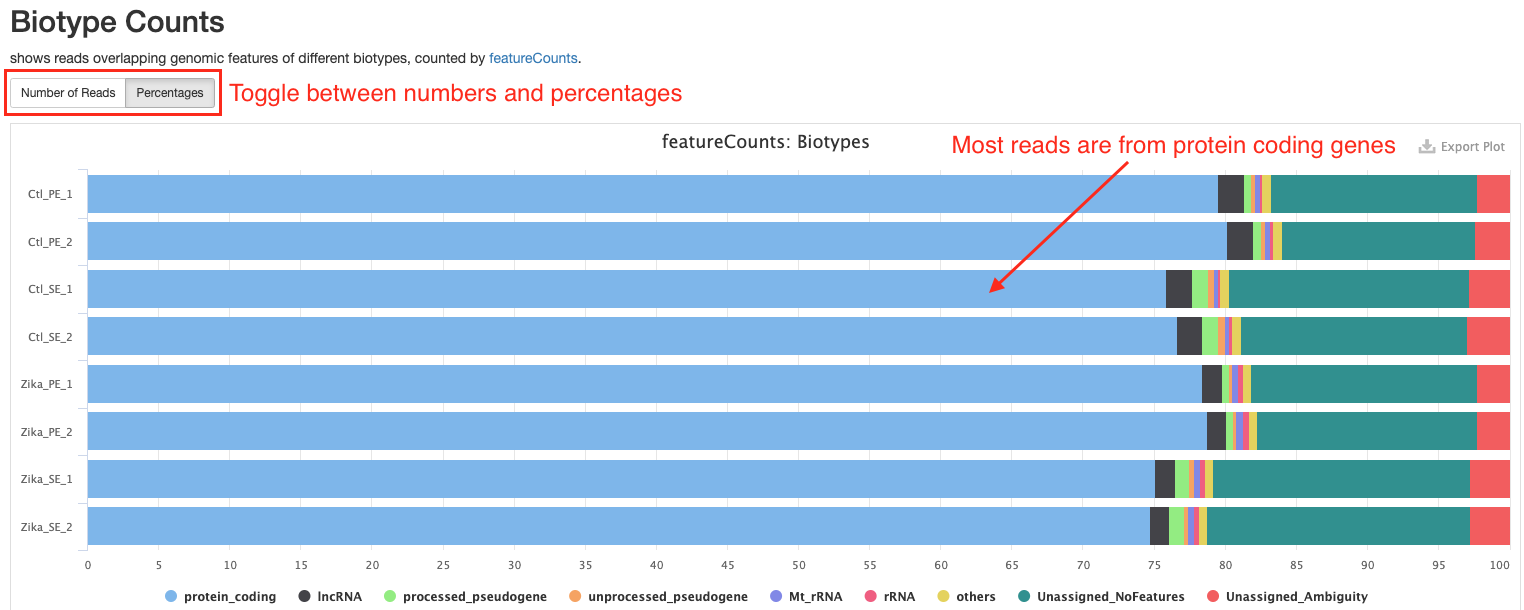 Biotype Counts
shows reads overlapping genomic features of different biotypes, counted by featureCounts.
Number of Reads Percentages Toggle between numbers and percentages
featureCounts: Biotypes
Most reads are from protein coding genes
Export Plot
Ctl_PE_1
Ctl_PE_2
Ctl_SE_1
Ctl_SE_2
Zika_PE_1
Zika_PE_2
Zika_SE_1
Zika_SE_2
0 5 10 15 20 25 30 35 40 45 50 55 60 65 70 75 80 85 90 95 100
protein_coding lncRNA processed_pseudogene unprocessed_pseudogene Mt_rRNA rRNA others Unassigned_NoFeatures Unassigned_Ambiguity